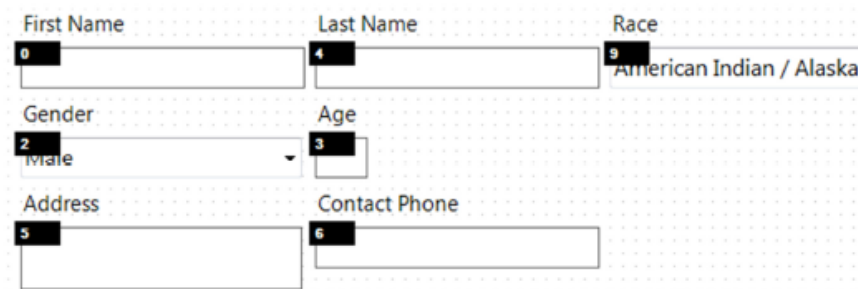 First Name Last Name Race
0 4 9
American Indian / Alaska
Gender Age
2 3
Male
Address Contact Phone
5 6